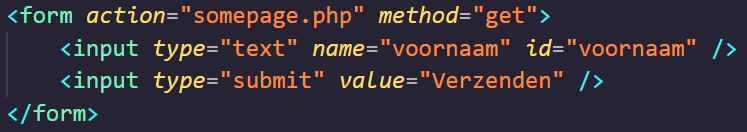 <form action="somepage.php" method="get">
<input type="text" name="voornaam" id="voornaam" />
<input type="submit" value="Verzenden" />
</form>